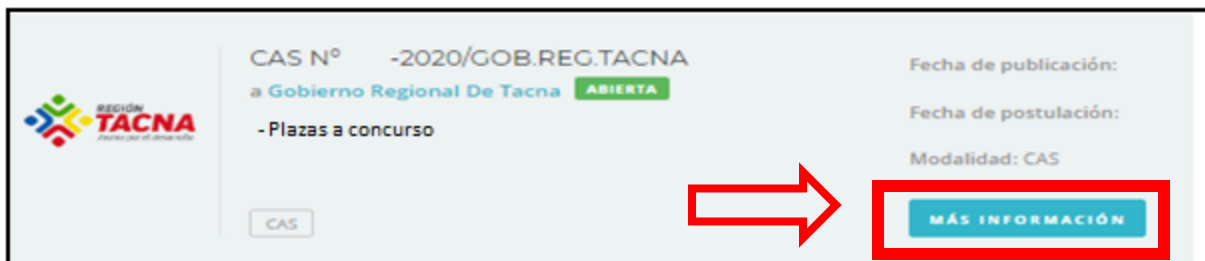 CAS Nº -2020/GOB.REG.TACNA
a Gobierno Regional De Tacna ABIERTA
- Plazas a concurso
CAS
REGIÓN
TACNA
Fecha de publicación:
Fecha de postulación:
Modalidad: CAS
MÁS INFORMACIÓN